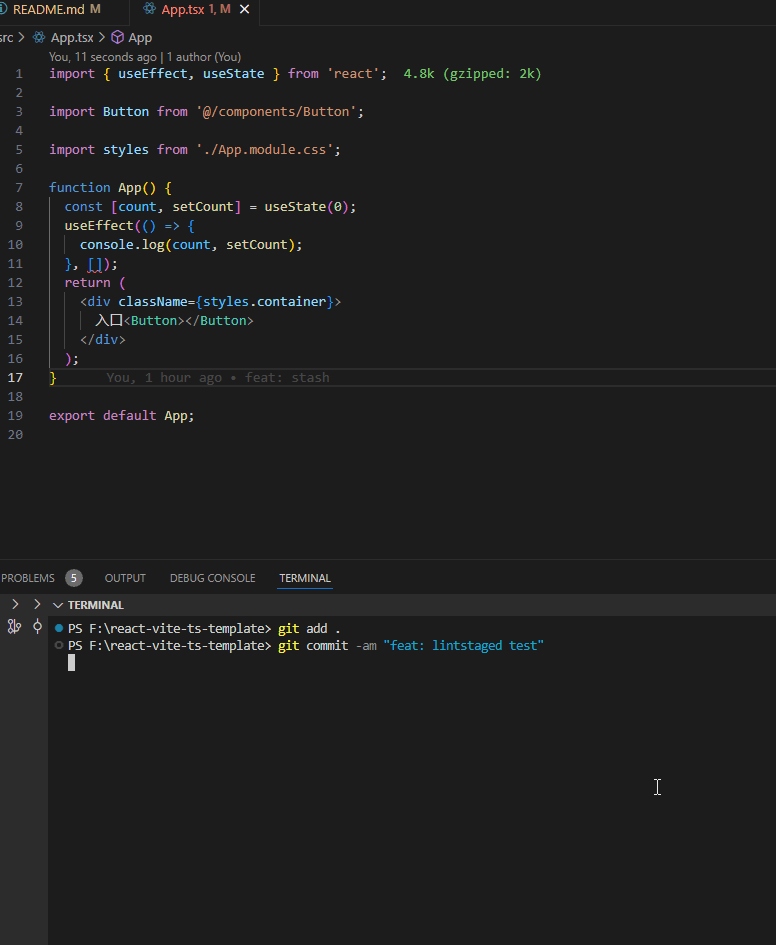 README.md M App.tsx 1, M
src > App.tsx > App
You, 11 seconds ago | 1 author (You)
1 import { useEffect, useState } from 'react'; 4.8k (gzipped: 2k)
2
3 import Button from '@/components/Button';
4
5 import styles from './App.module.css';
6
7 function App() {
8 const [count, setCount] = useState(0);
9 useEffect(() => {
10 console.log(count, setCount);
11 }, []);
12 return (
13 <div className={styles.container}>
14 入口<Button></Button>
15 </div>
16 );
17 } You, 1 hour ago • feat: stash
18
19 export default App;
20
PROBLEMS 5 OUTPUT DEBUG CONSOLE TERMINAL
TERMINAL
PS F:\react-vite-ts-template> git add .
PS F:\react-vite-ts-template> git commit -am "feat: lintstaged test"